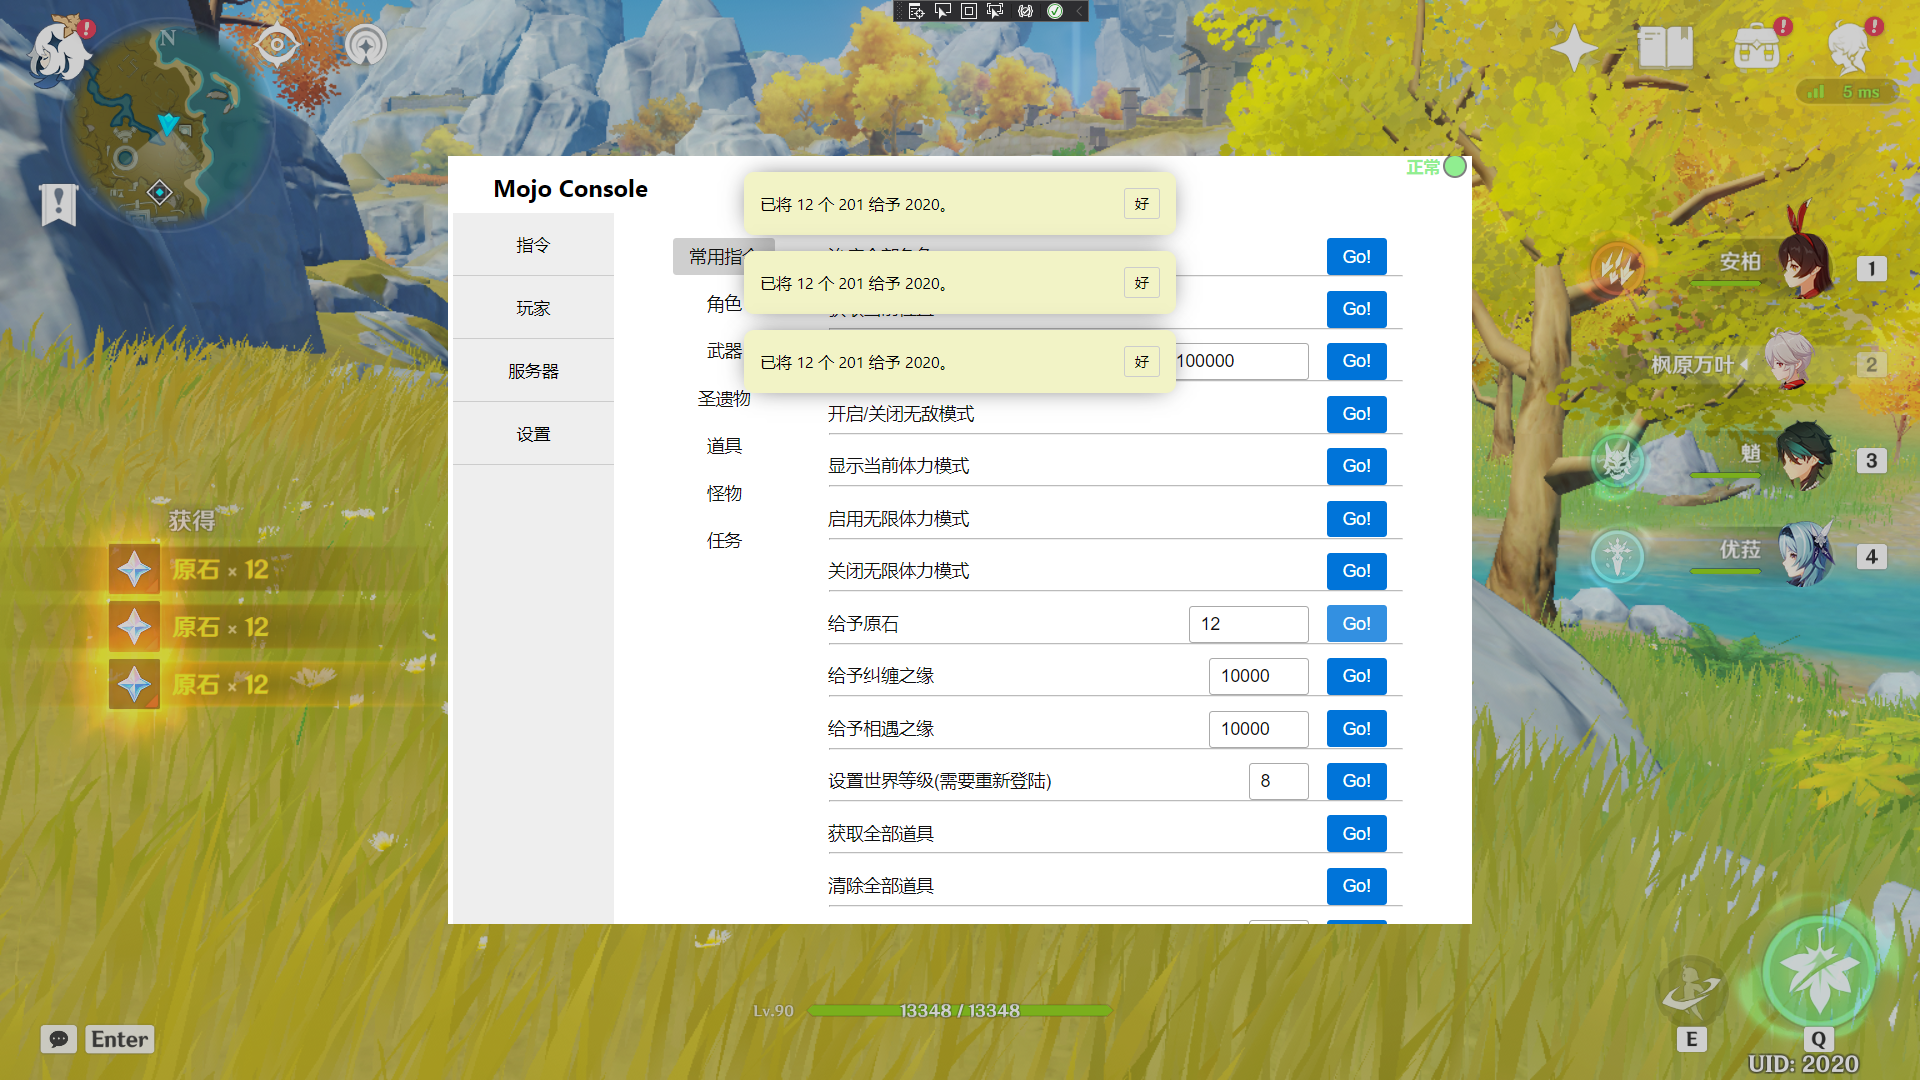 N
5 ms
正常
Mojo Console
指令
玩家
服务器
设置
常用指令
角色
武器
圣遗物
道具
怪物
任务
已将 12 个 201 给予 2020。
好
已将 12 个 201 给予 2020。
好
已将 12 个 201 给予 2020。
好
Go!
Go!
100000
Go!
开启/关闭无敌模式
Go!
显示当前体力模式
Go!
启用无限体力模式
Go!
关闭无限体力模式
Go!
给予原石
12
Go!
给予纠缠之缘
10000
Go!
给予相遇之缘
10000
Go!
设置世界等级(需要重新登陆)
8
Go!
获取全部道具
Go!
清除全部道具
Go!
获得
原石 × 12
原石 × 12
原石 × 12
安柏
1
枫原万叶
2
魈
3
优菈
4
Lv.90
13348 / 13348
Enter
E
Q
UID: 2020